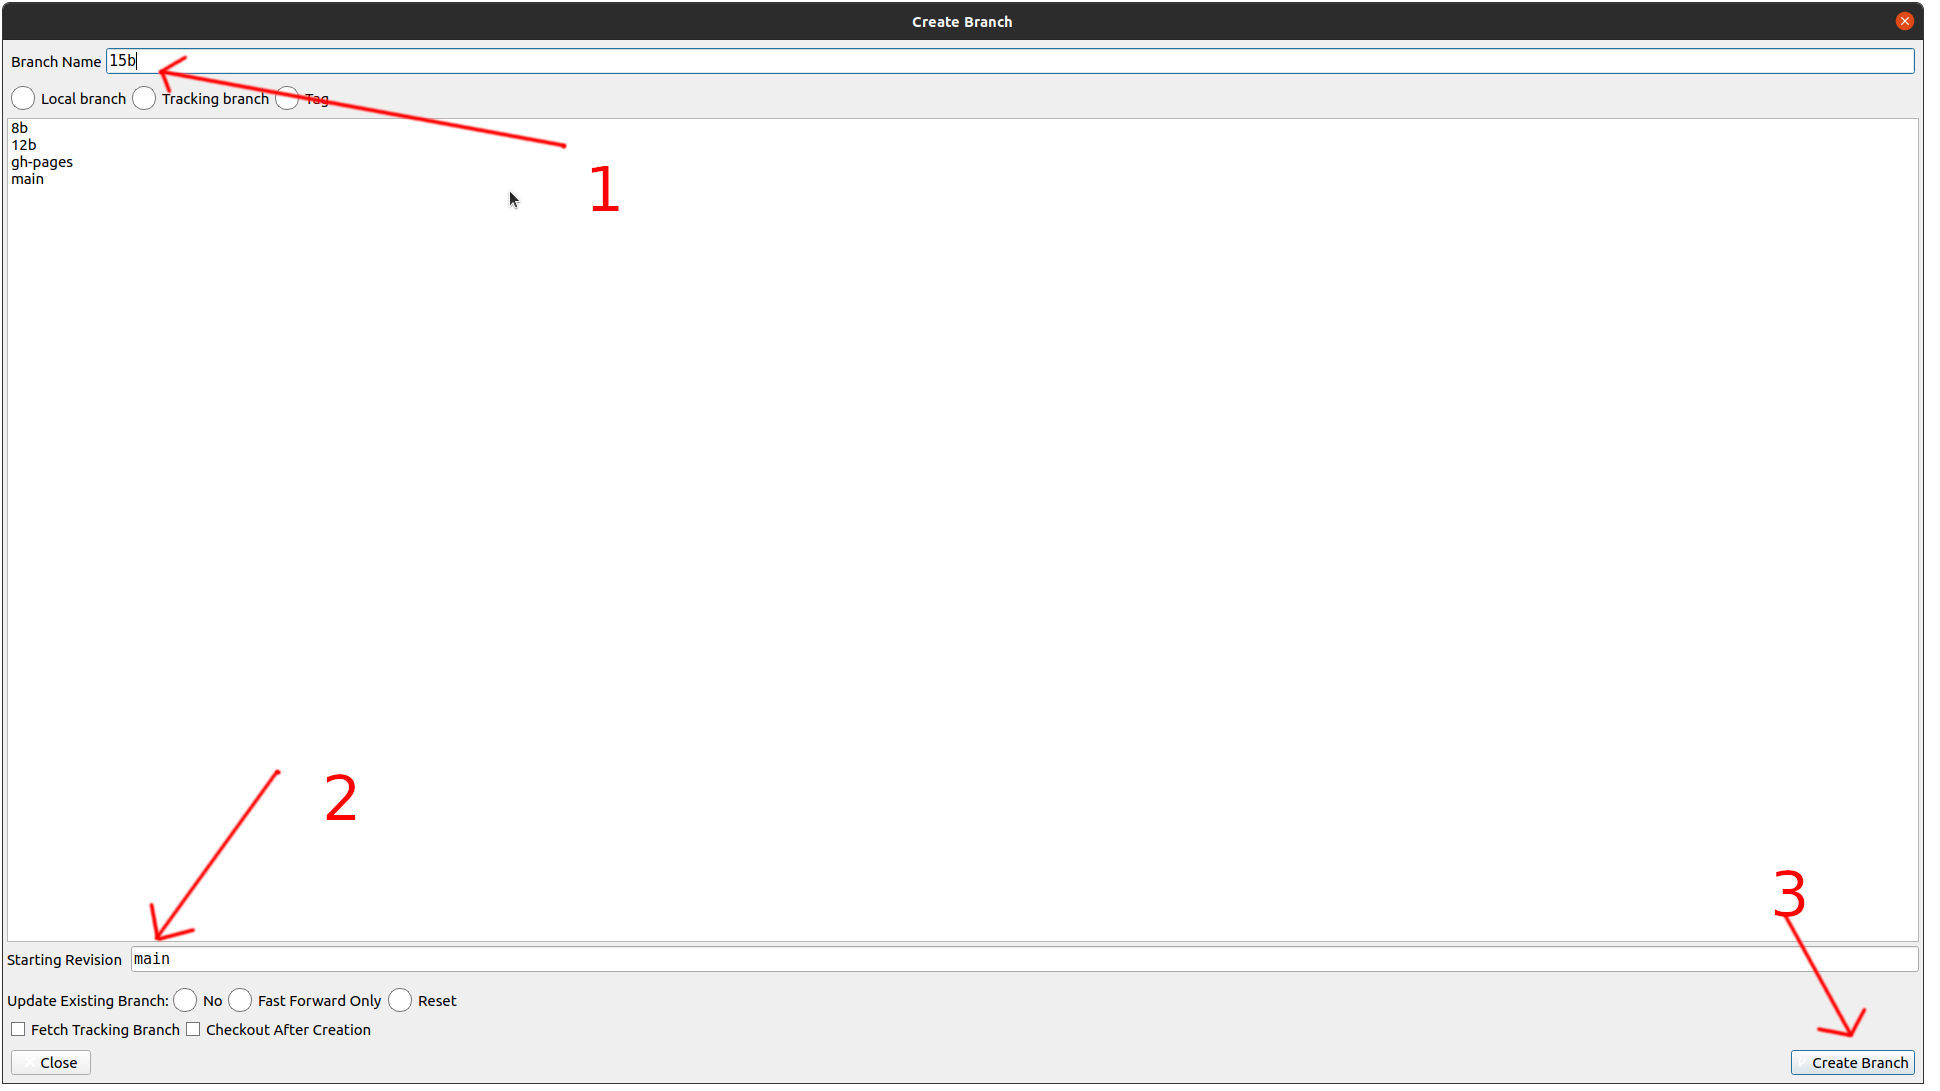 Create Branch
Branch Name 15b
Local branch Tracking branch Tag
8b
12b
gh-pages
main
1
2
3
Starting Revision main
Update Existing Branch: No Fast Forward Only Reset
Fetch Tracking Branch Checkout After Creation
Close Create Branch